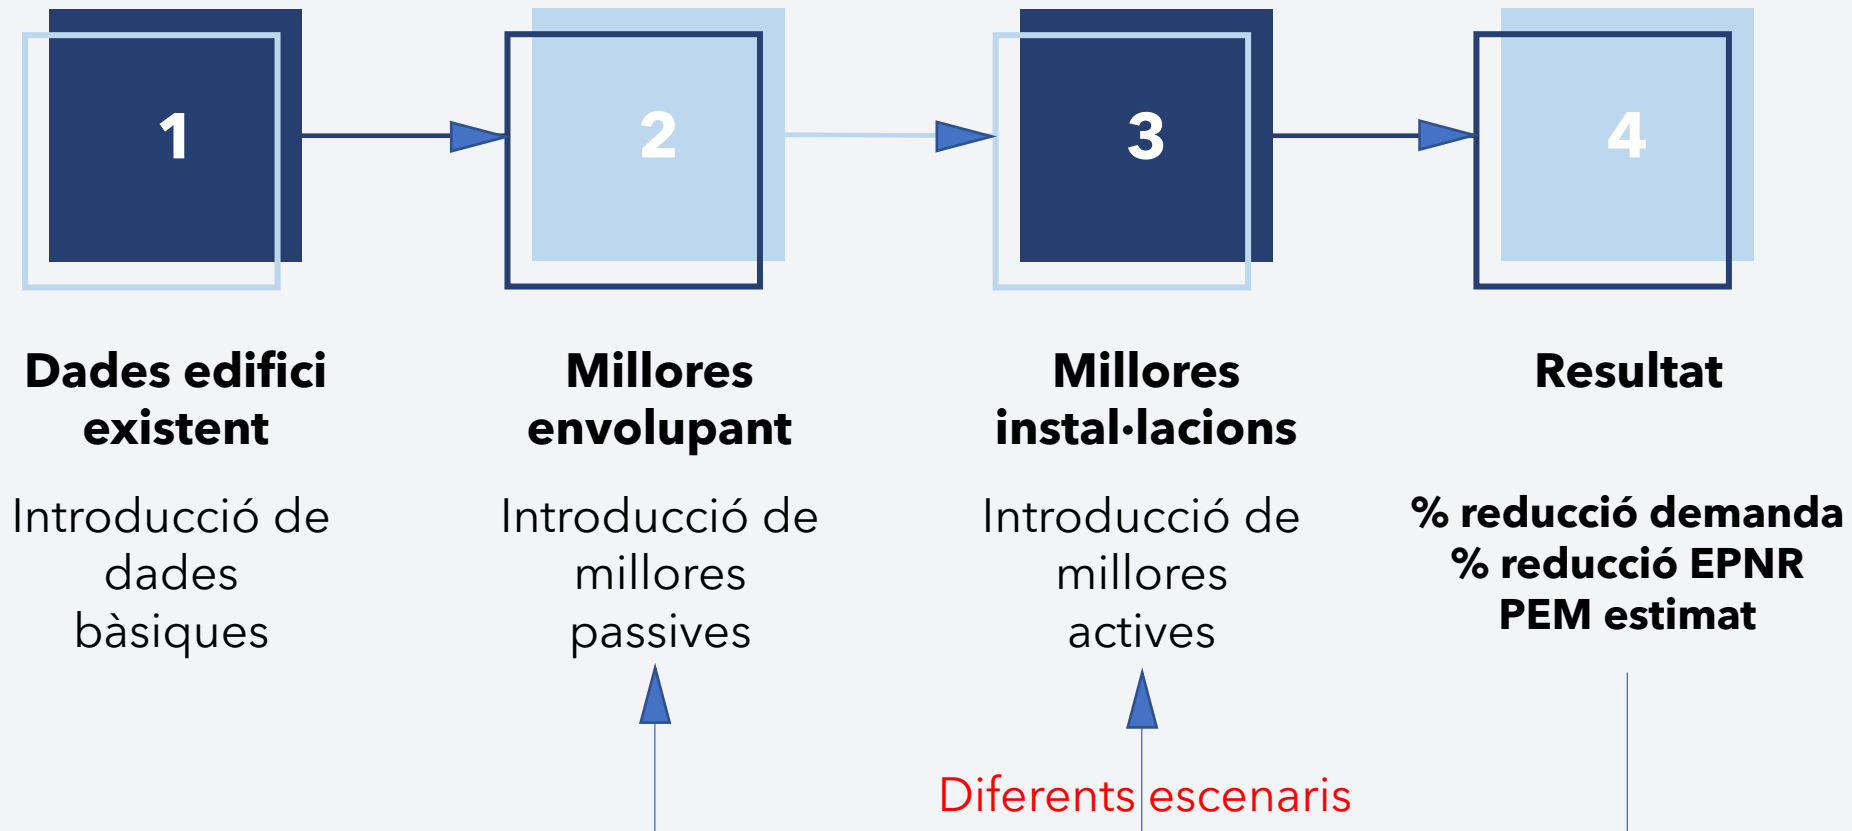 1
2
3
4
Dades edifici
existent
Introducció de
dades
bàsiques
Millores
envolupant
Introducció de
millores
passives
Millores
instal·lacions
Introducció de
millores
actives
Resultat
% reducció demanda
% reducció EPNR
PEM estimat
Diferents escenaris